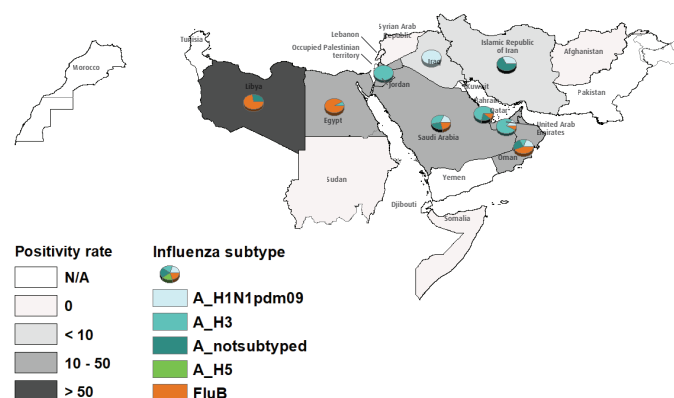 Tunisia
Morocco
Lebanon
Syrian Arab
Republic
Occupied Palestinian
territory
Islamic Republic
of Iran
Iraq
Afghanistan
Pakistan
Libya
Egypt
Jordan
Kuwait
Bahrain
Qatar
United Arab
Emirates
Saudi Arabia
Oman
Sudan
Yemen
Djibouti
Somalia
Positivity rate
N/A
0
< 10
10 - 50
> 50
Influenza subtype
A_H1N1pdm09
A_H3
A_notsubtyped
A_H5
FluB